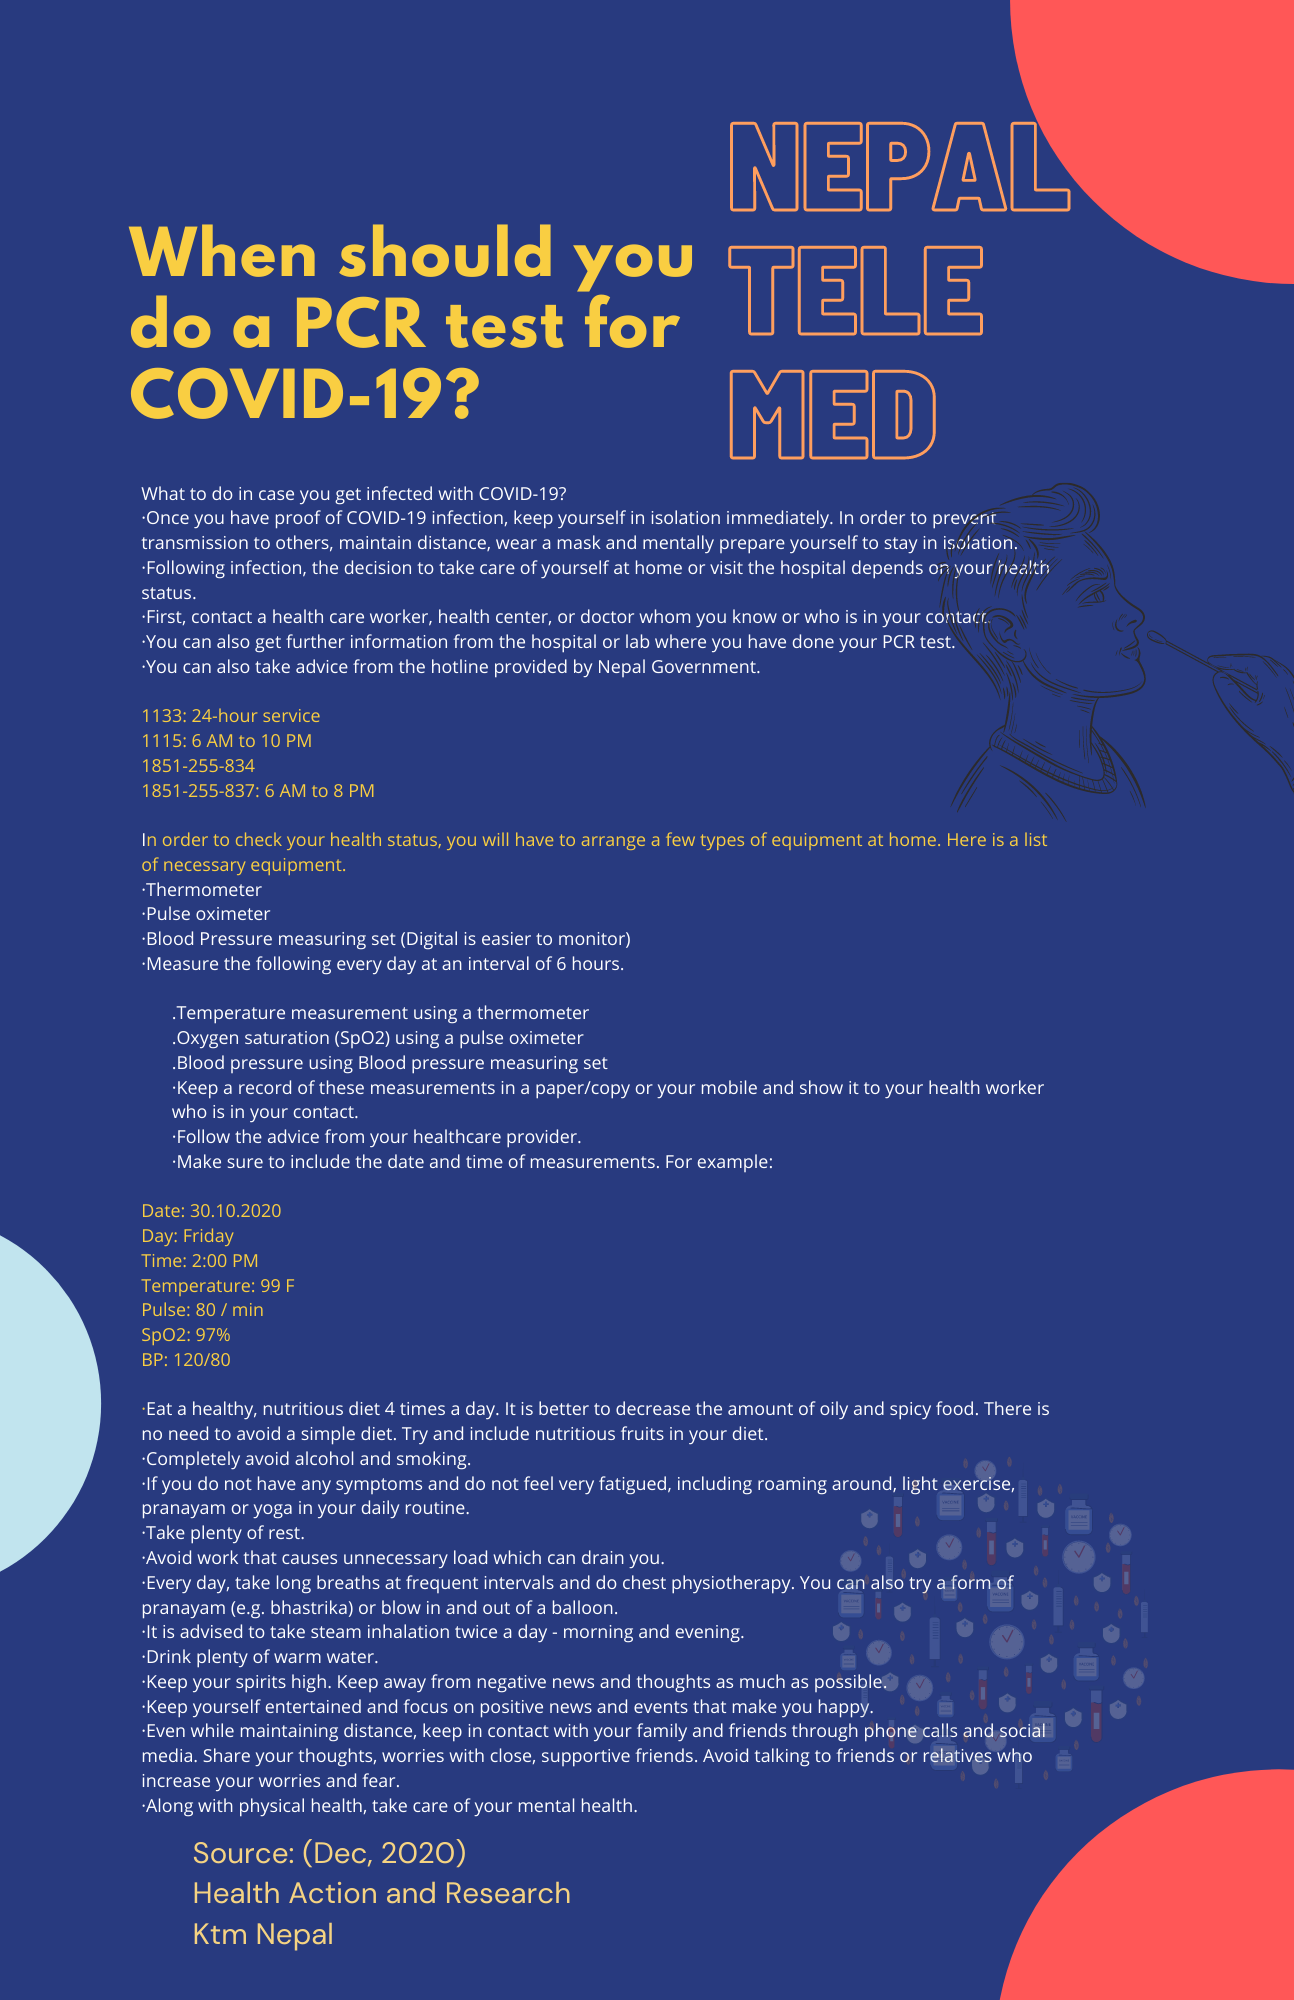 NEPAL
TELE
MED
When should you
do a PCR test for
COVID-19?
What to do in case you get infected with COVID-19?
·Once you have proof of COVID-19 infection, keep yourself in isolation immediately. In order to prevent
transmission to others, maintain distance, wear a mask and mentally prepare yourself to stay in isolation.
·Following infection, the decision to take care of yourself at home or visit the hospital depends on your health
status.
·First, contact a health care worker, health center, or doctor whom you know or who is in your contact.
·You can also get further information from the hospital or lab where you have done your PCR test.
·You can also take advice from the hotline provided by Nepal Government.
1133: 24-hour service
1115: 6 AM to 10 PM
1851-255-834
1851-255-837: 6 AM to 8 PM
In order to check your health status, you will have to arrange a few types of equipment at home. Here is a list
of necessary equipment.
·Thermometer
·Pulse oximeter
·Blood Pressure measuring set (Digital is easier to monitor)
·Measure the following every day at an interval of 6 hours.
.Temperature measurement using a thermometer
.Oxygen saturation (SpO2) using a pulse oximeter
.Blood pressure using Blood pressure measuring set
·Keep a record of these measurements in a paper/copy or your mobile and show it to your health worker
who is in your contact.
·Follow the advice from your healthcare provider.
·Make sure to include the date and time of measurements. For example:
Date: 30.10.2020
Day: Friday
Time: 2:00 PM
Temperature: 99 F
Pulse: 80 / min
SpO2: 97%
BP: 120/80
·Eat a healthy, nutritious diet 4 times a day. It is better to decrease the amount of oily and spicy food. There is
no need to avoid a simple diet. Try and include nutritious fruits in your diet.
·Completely avoid alcohol and smoking.
·If you do not have any symptoms and do not feel very fatigued, including roaming around, light exercise,
pranayam or yoga in your daily routine.
·Take plenty of rest.
·Avoid work that causes unnecessary load which can drain you.
·Every day, take long breaths at frequent intervals and do chest physiotherapy. You can also try a form of
pranayam (e.g. bhastrika) or blow in and out of a balloon.
·It is advised to take steam inhalation twice a day - morning and evening.
·Drink plenty of warm water.
·Keep your spirits high. Keep away from negative news and thoughts as much as possible.
·Keep yourself entertained and focus on positive news and events that make you happy.
·Even while maintaining distance, keep in contact with your family and friends through phone calls and social
media. Share your thoughts, worries with close, supportive friends. Avoid talking to friends or relatives who
increase your worries and fear.
·Along with physical health, take care of your mental health.
Source: (Dec, 2020)
Health Action and Research
Ktm Nepal